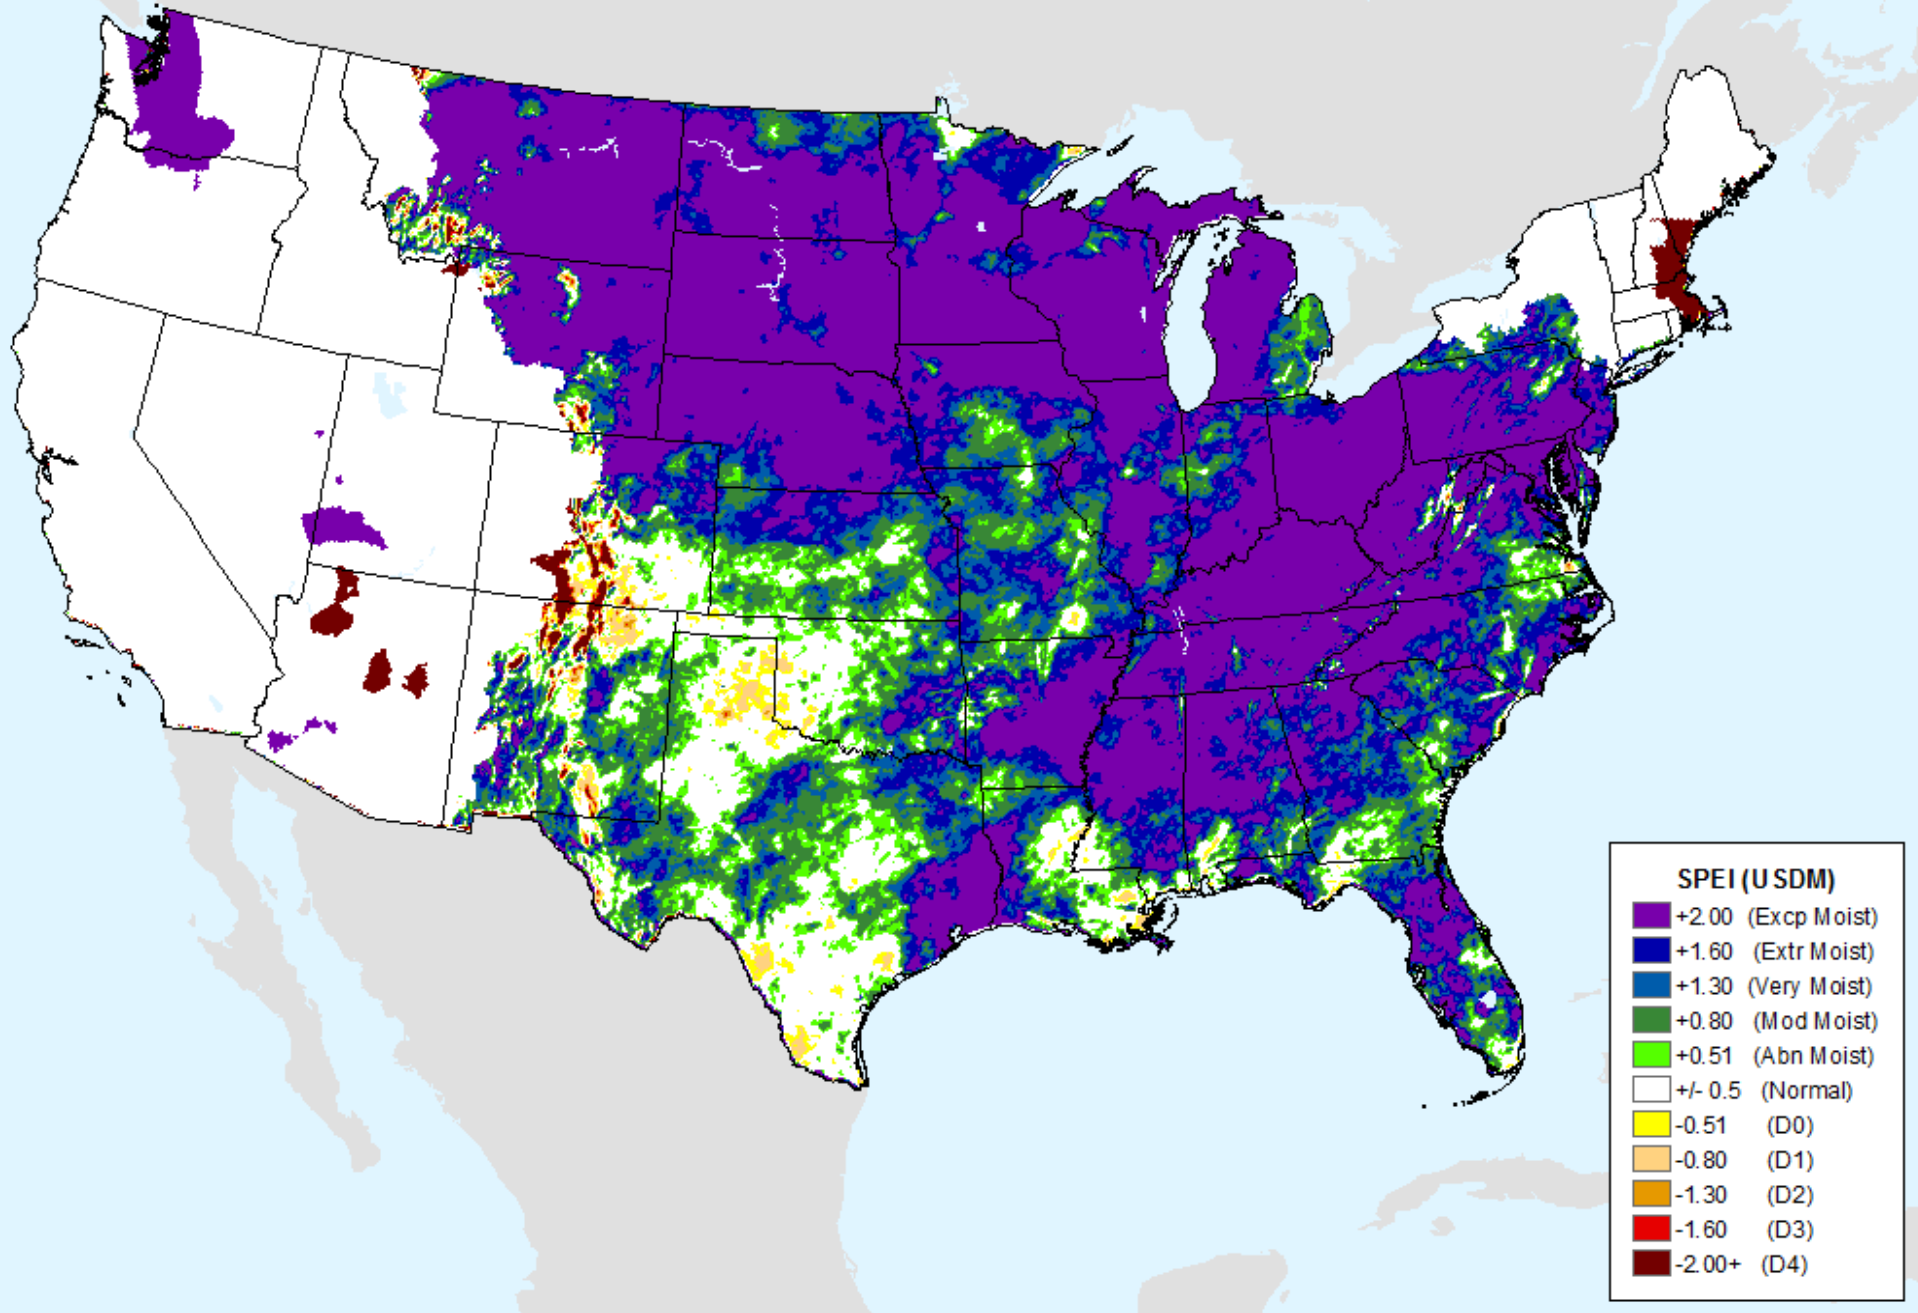 SPEI (USDM)
+2.00 (Excp Moist)
+1.60 (Extr Moist)
+1.30 (Very Moist)
+0.80 (Mod Moist)
+0.51 (Abn Moist)
+/- 0.5 (Normal)
-0.51 (D0)
-0.80 (D1)
-1.30 (D2)
-1.60 (D3)
-2.00+ (D4)